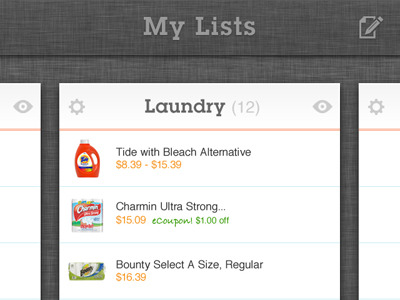 My Lists
Laundry (12)
Tide with Bleach Alternative
$8.39 - $15.39
Charmin Ultra Strong...
$15.09 eCoupon! $1.00 off
Bounty Select A Size, Regular
$16.39
Charmin